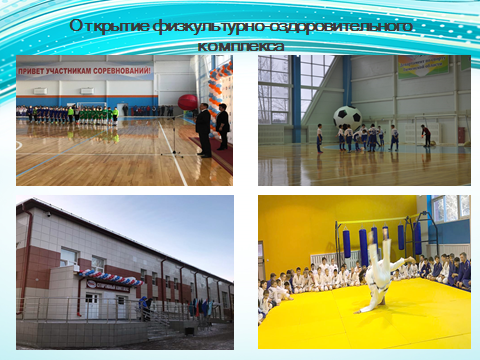 Открытие физкультурно-оздоровительного
комплекса
ПРИВЕТ УЧАСТНИКАМ СОРЕВНОВАНИЙ!